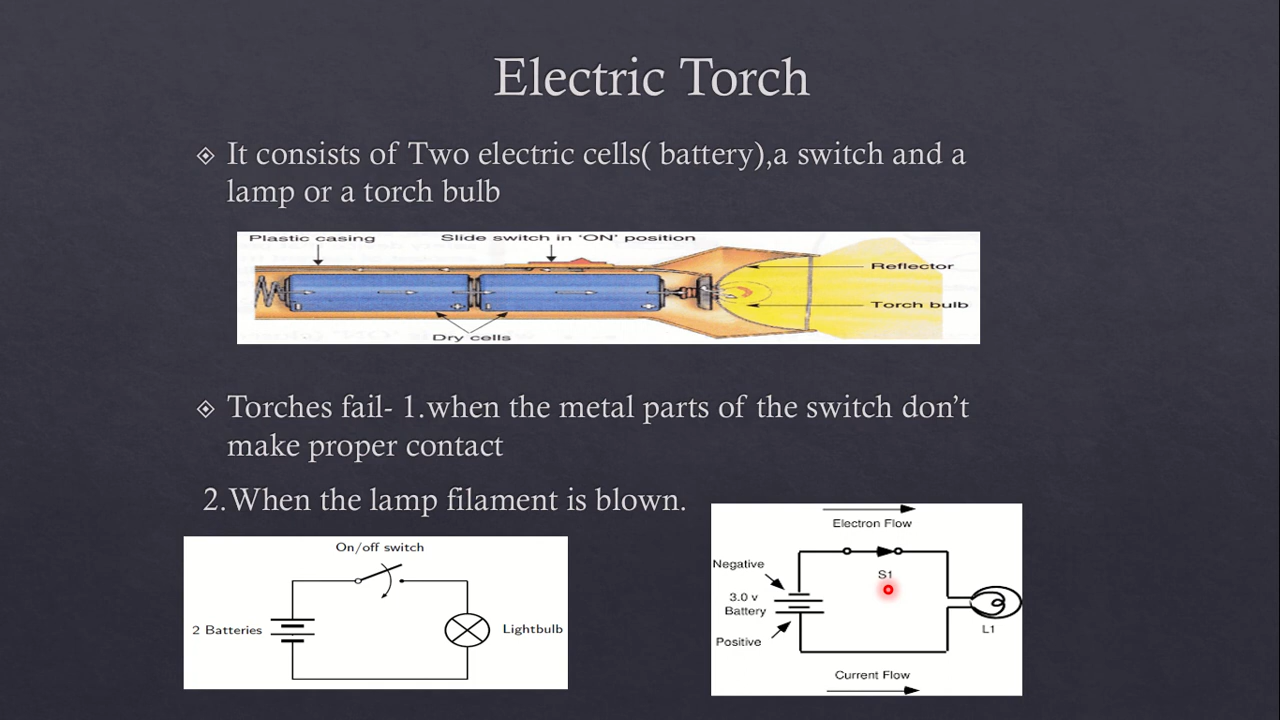 Electric Torch
It consists of Two electric cells( battery),a switch and a
lamp or a torch bulb
Plastic casing
Slide switch in 'ON' position
Reflector
Torch bulb
Dry cells
Torches fail- 1.when the metal parts of the switch don’t
make proper contact
2.When the lamp filament is blown.
On/off switch
2 Batteries
Lightbulb
Electron Flow
Negative
S1
3.0 v
Battery
Positive
L1
Current Flow